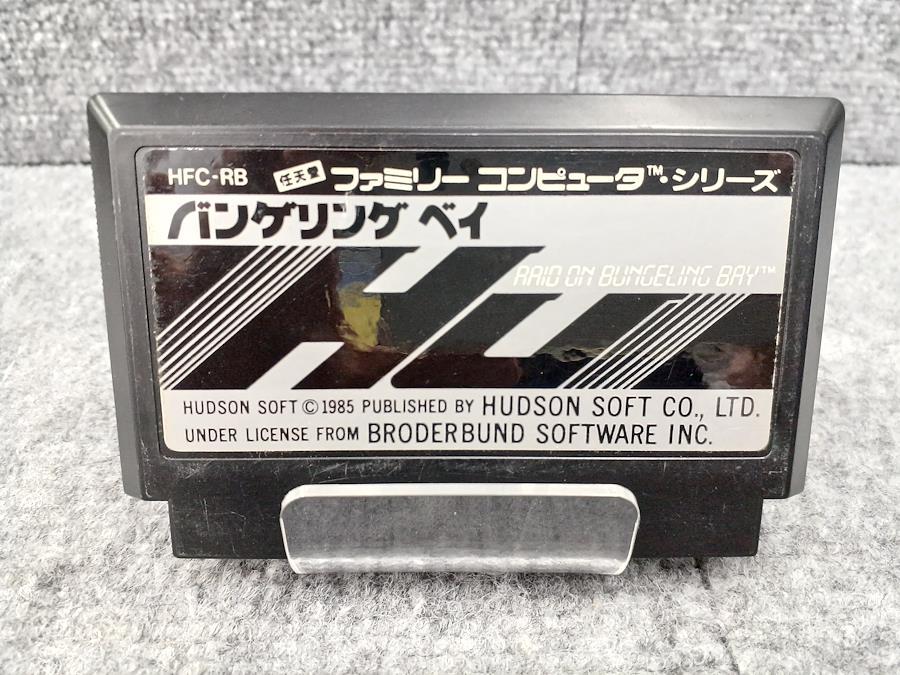 HFC-RB 任天堂 ファミリー コンピュータ™・シリーズ
バンゲリング ベイ
RAID ON BUNGELING BAY™
HUDSON SOFT © 1985 PUBLISHED BY HUDSON SOFT CO., LTD.
UNDER LICENSE FROM BRODERBUND SOFTWARE INC.